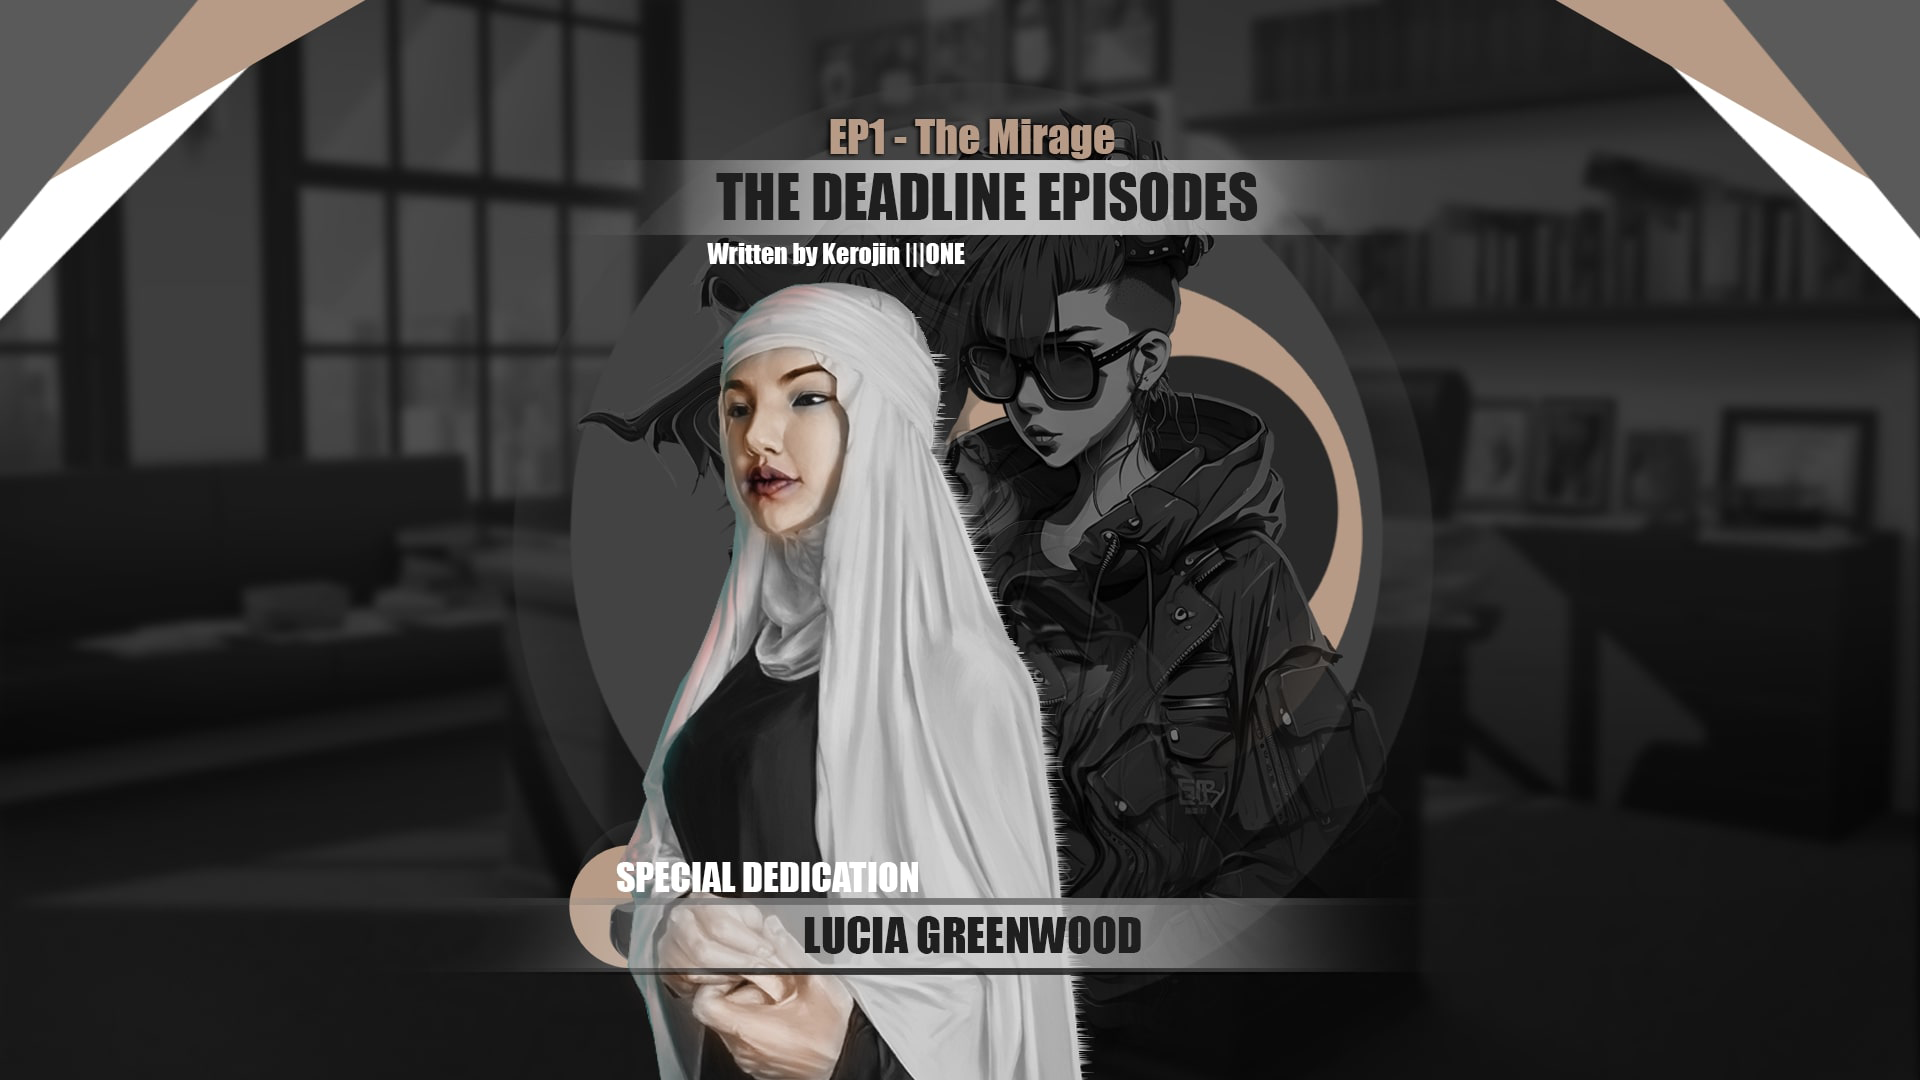 EP1 - The Mirage
THE DEADLINE EPISODES
Written by Kerojin |||ONE
SPECIAL DEDICATION
LUCIA GREENWOOD